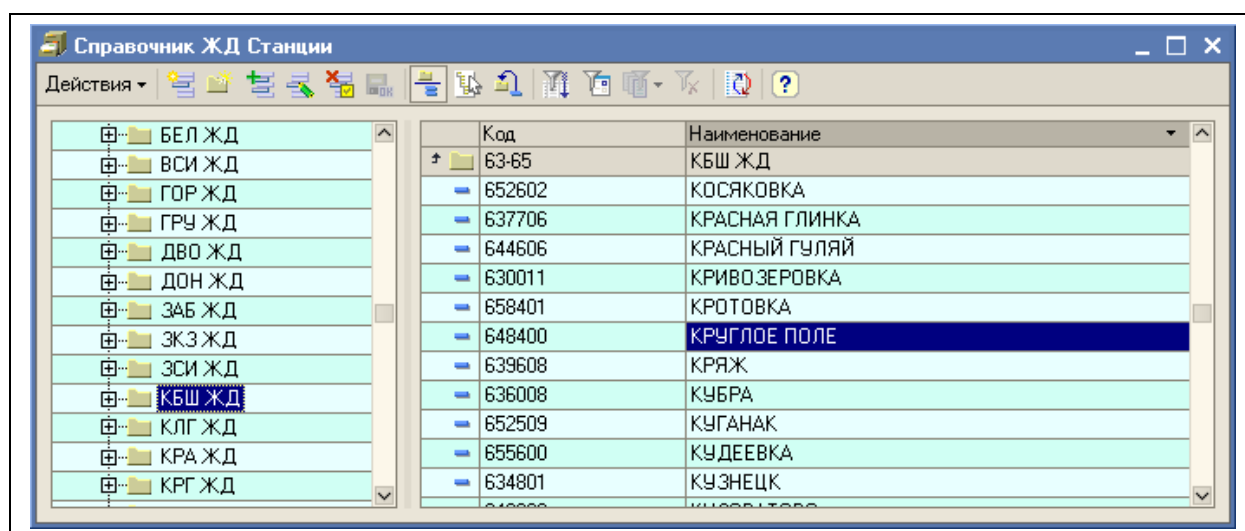 Справочник ЖД Станции
Действия
БЕЛ ЖД
ВСИ ЖД
ГОР ЖД
ГРУ ЖД
ДВО ЖД
ДОН ЖД
ЗАБ ЖД
ЗКЗ ЖД
ЗСИ ЖД
КБШ ЖД
КЛГ ЖД
КРА ЖД
КРГ ЖД
Код Наименование
63-65 КБШ ЖД
652602 КОСЯКОВКА
637706 КРАСНАЯ ГЛИНКА
644606 КРАСНЫЙ ГУЛЯЙ
630011 КРИВОЗЕРОВКА
658401 КРОТОВКА
648400 КРУГЛОЕ ПОЛЕ
639608 КРЯЖ
636008 КУБРА
652509 КУГАНАК
655600 КУДЕЕВКА
634801 КУЗНЕЦК